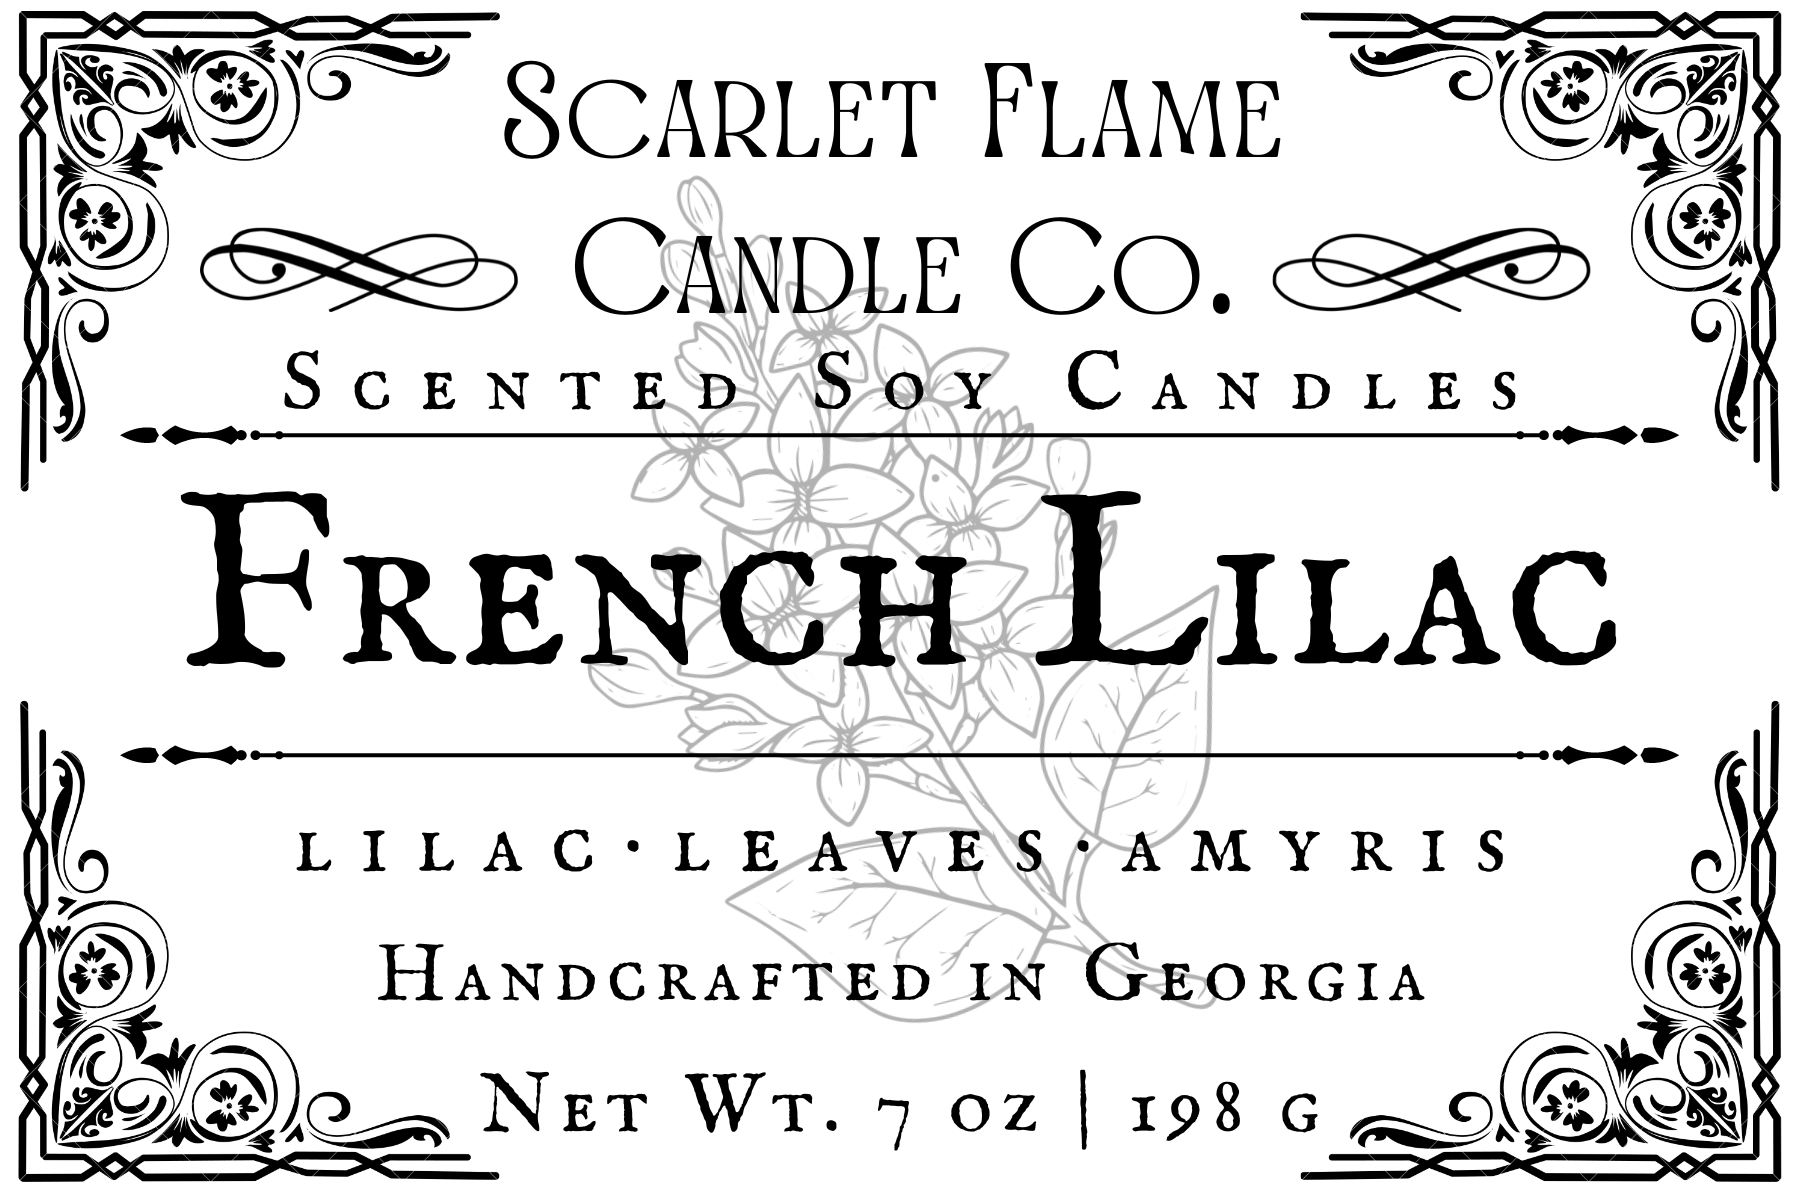 Scarlet Flame
Candle Co.
Scented Soy Candles
French Lilac
LILAC·LEAVES·AMYRIS
Handcrafted in Georgia
Net Wt. 7 oz | 198 g